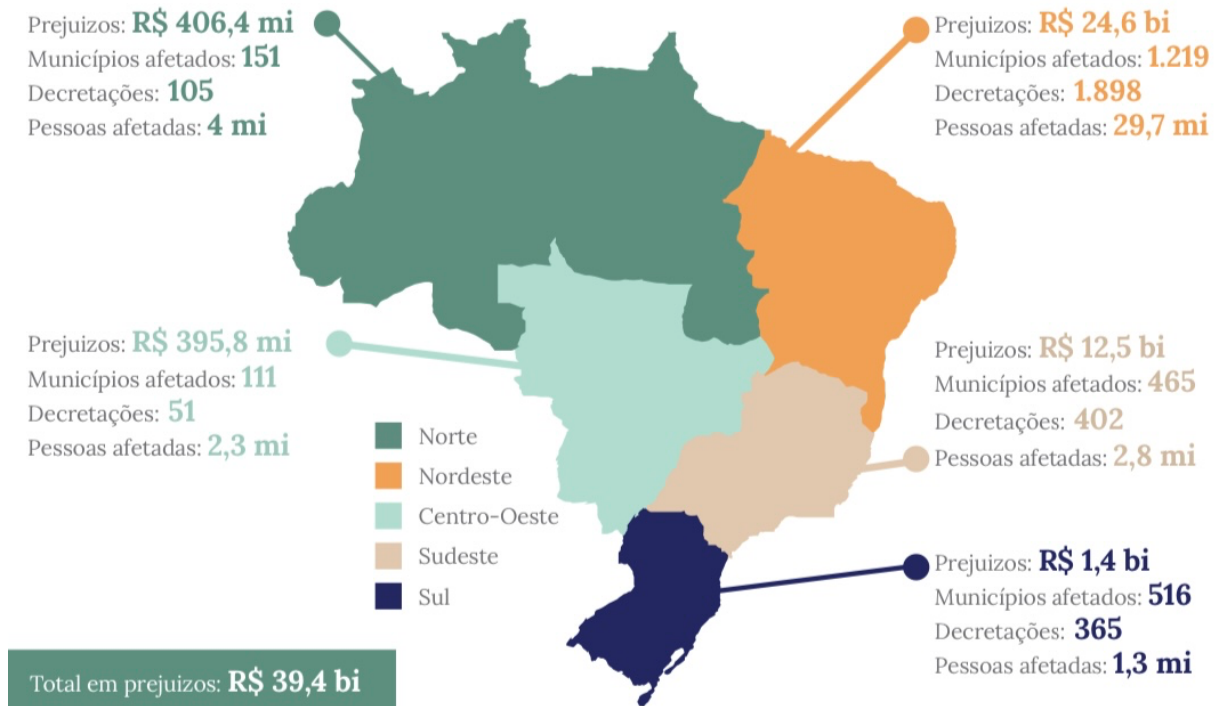 Prejuizos: R$ 406,4 mi
Municípios afetados: 151
Decretações: 105
Pessoas afetadas: 4 mi
Prejuizos: R$ 24,6 bi
Municípios afetados: 1.219
Decretações: 1.898
Pessoas afetadas: 29,7 mi
Prejuizos: R$ 395,8 mi
Municípios afetados: 111
Decretações: 51
Pessoas afetadas: 2,3 mi
Prejuizos: R$ 12,5 bi
Municípios afetados: 465
Decretações: 402
Pessoas afetadas: 2,8 mi
Norte
Nordeste
Centro-Oeste
Sudeste
Sul
Prejuizos: R$ 1,4 bi
Municípios afetados: 516
Decretações: 365
Pessoas afetadas: 1,3 mi
Total em prejuizos: R$ 39,4 bi